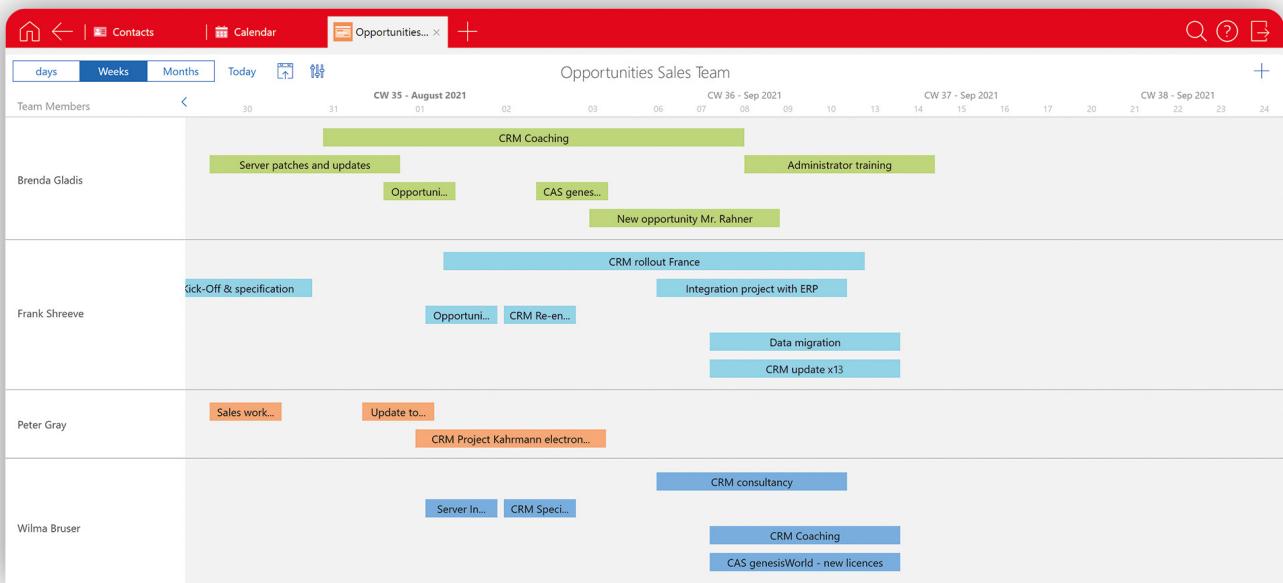 Contacts
Calendar
Opportunities...
days Weeks Months Today
Opportunities Sales Team
Team Members
CW 35 - August 2021 CW 36 - Sep 2021 CW 37 - Sep 2021 CW 38 - Sep 2021
30 31 01 02 03 06 07 08 09 10 13 14 15 16 17 20 21 22 23 24
Brenda Gladis
CRM Coaching
Server patches and updates Administrator training
Opportuni... CAS genes...
New opportunity Mr. Rahner
Frank Shreeve
CRM rollout France
Kick-Off & specification Integration project with ERP
Opportuni... CRM Re-en...
Data migration
CRM update x13
Peter Gray
Sales work... Update to...
CRM Project Kahrmann electron...
Wilma Bruser
CRM consultancy
Server In... CRM Speci...
CRM Coaching
CAS genesisWorld - new licences